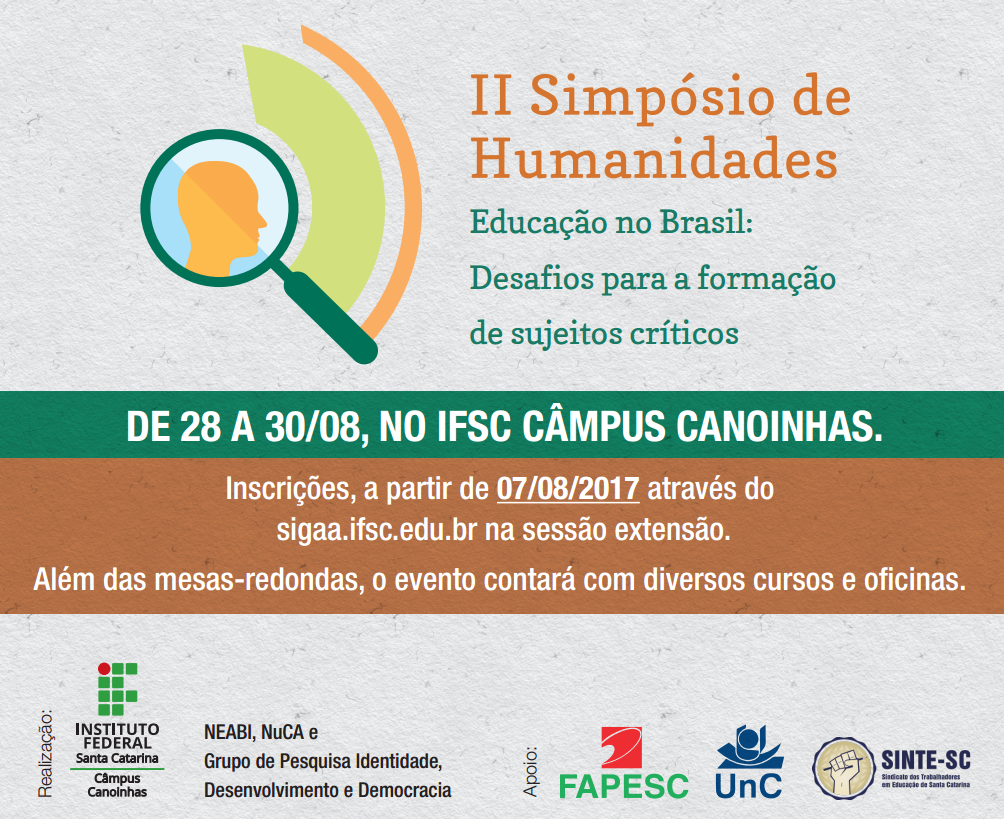 II Simpósio de
Humanidades
Educação no Brasil:
Desafios para a formação
de sujeitos críticos
DE 28 A 30/08, NO IFSC CÂMPUS CANOINHAS.
Inscrições, a partir de 07/08/2017 através do
sigaa.ifsc.edu.br na sessão extensão.
Além das mesas-redondas, o evento contará com diversos cursos e oficinas.
Realização:
INSTITUTO
FEDERAL
Santa Catarina
Câmpus
Canoinhas
NEABI, NuCA e
Grupo de Pesquisa Identidade,
Desenvolvimento e Democracia
Apoio:
FAPESC
UnC
SINTE-SC
Sindicato dos Trabalhadores
em Educação de Santa Catarina